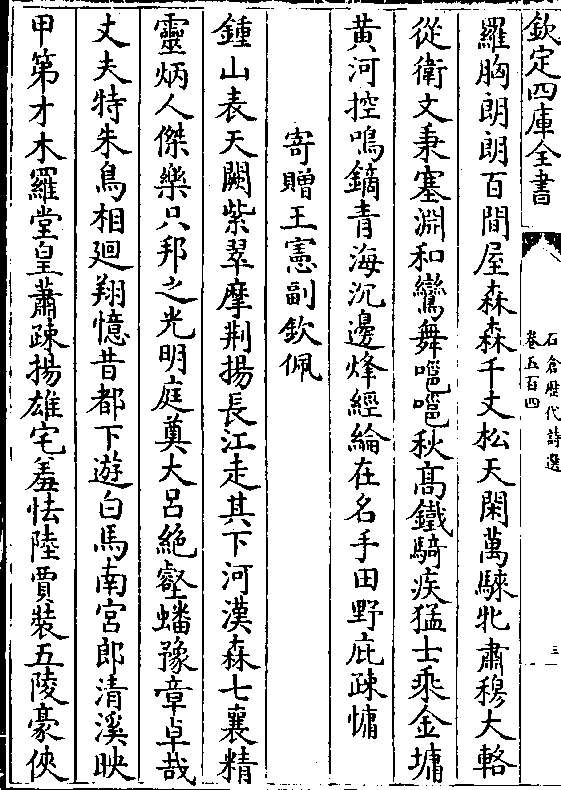 欽定四庫全書
石倉歷代詩選
卷五百四
三
羅胸朗朗百間屋森森千丈松天閑萬騋牝肅穆大輅
從衛文秉塞淵和鸞舞嗈嗈秋高鐵騎疾猛士乘金墉
黄河控鳴鏑青海沉邊烽經綸在名手田野庇疎慵
寄贈王憲副欽佩
鍾山表天闕紫翠摩荆揚長江走其下河漢森七襄精
靈炳人傑樂只邦之光明庭奠大呂絶壑蟠豫章卓哉
丈夫特朱鳥相廻翔憶昔都下遊白馬南宮郎清溪映
甲第才木羅堂皇蕭疎揚雄宅羞怯陸賈裝五陵豪俠